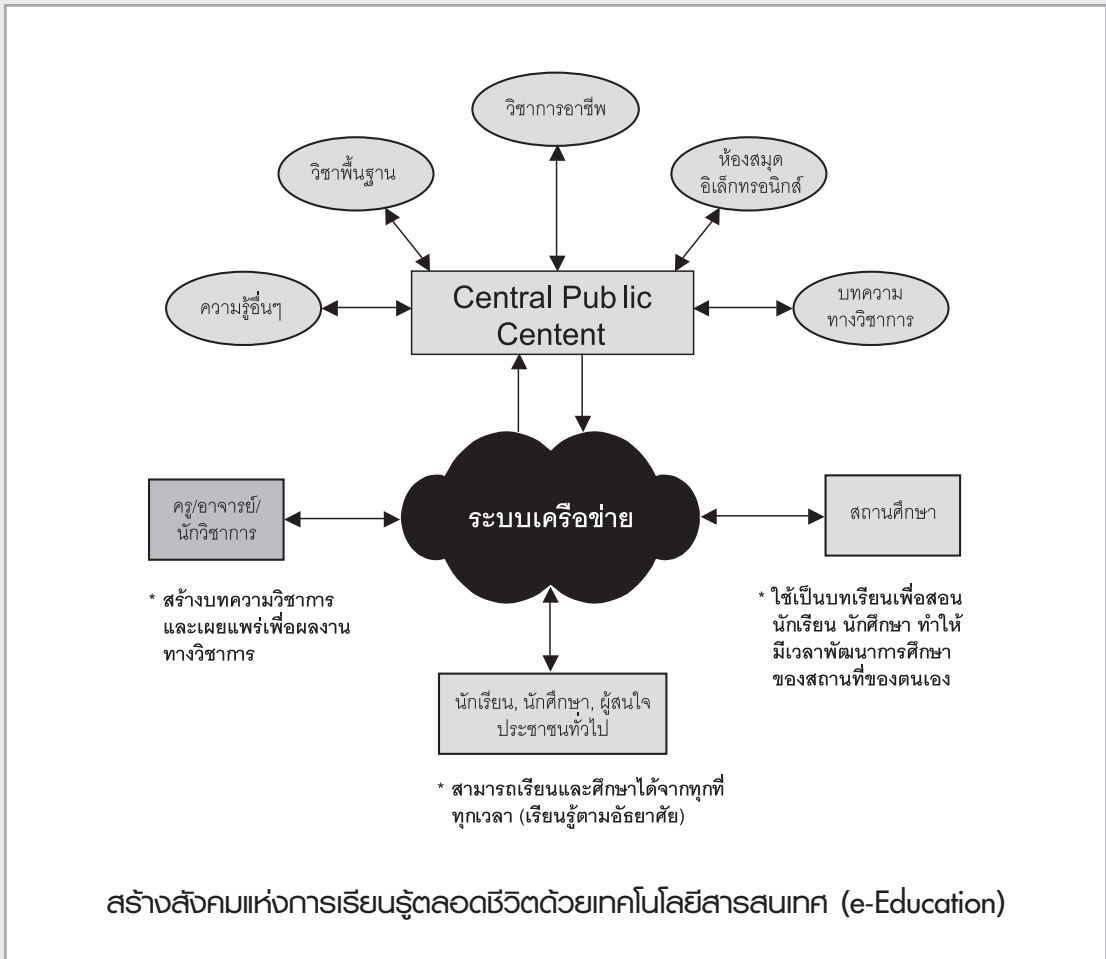 วิชาการอาชีพ
วิชาพื้นฐาน
ห้องสมุด
อิเล็กทรอนิกส์
ความรู้อื่นๆ
Central Pub lic
Centent
บทความ
ทางวิชาการ
ครู/อาจารย์/
นักวิชาการ
ระบบเครือข่าย
สถานศึกษา
* สร้างบทความวิชาการ
และเผยแพร่เพื่อผลงาน
ทางวิชาการ
* ใช้เป็นบทเรียนเพื่อสอน
นักเรียน นักศึกษา ทำให้
มีเวลาพัฒนาการศึกษา
ของสถานที่ของตนเอง
นักเรียน, นักศึกษา, ผู้สนใจ
ประชาชนทั่วไป
* สามารถเรียนและศึกษาได้จากทุกที่
ทุกเวลา (เรียนรู้ตามอัธยาศัย)
สร้างสังคมแห่งการเรียนรู้ตลอดชีวิตด้วยเทคโนโลยีสารสนเทศ (e-Education)